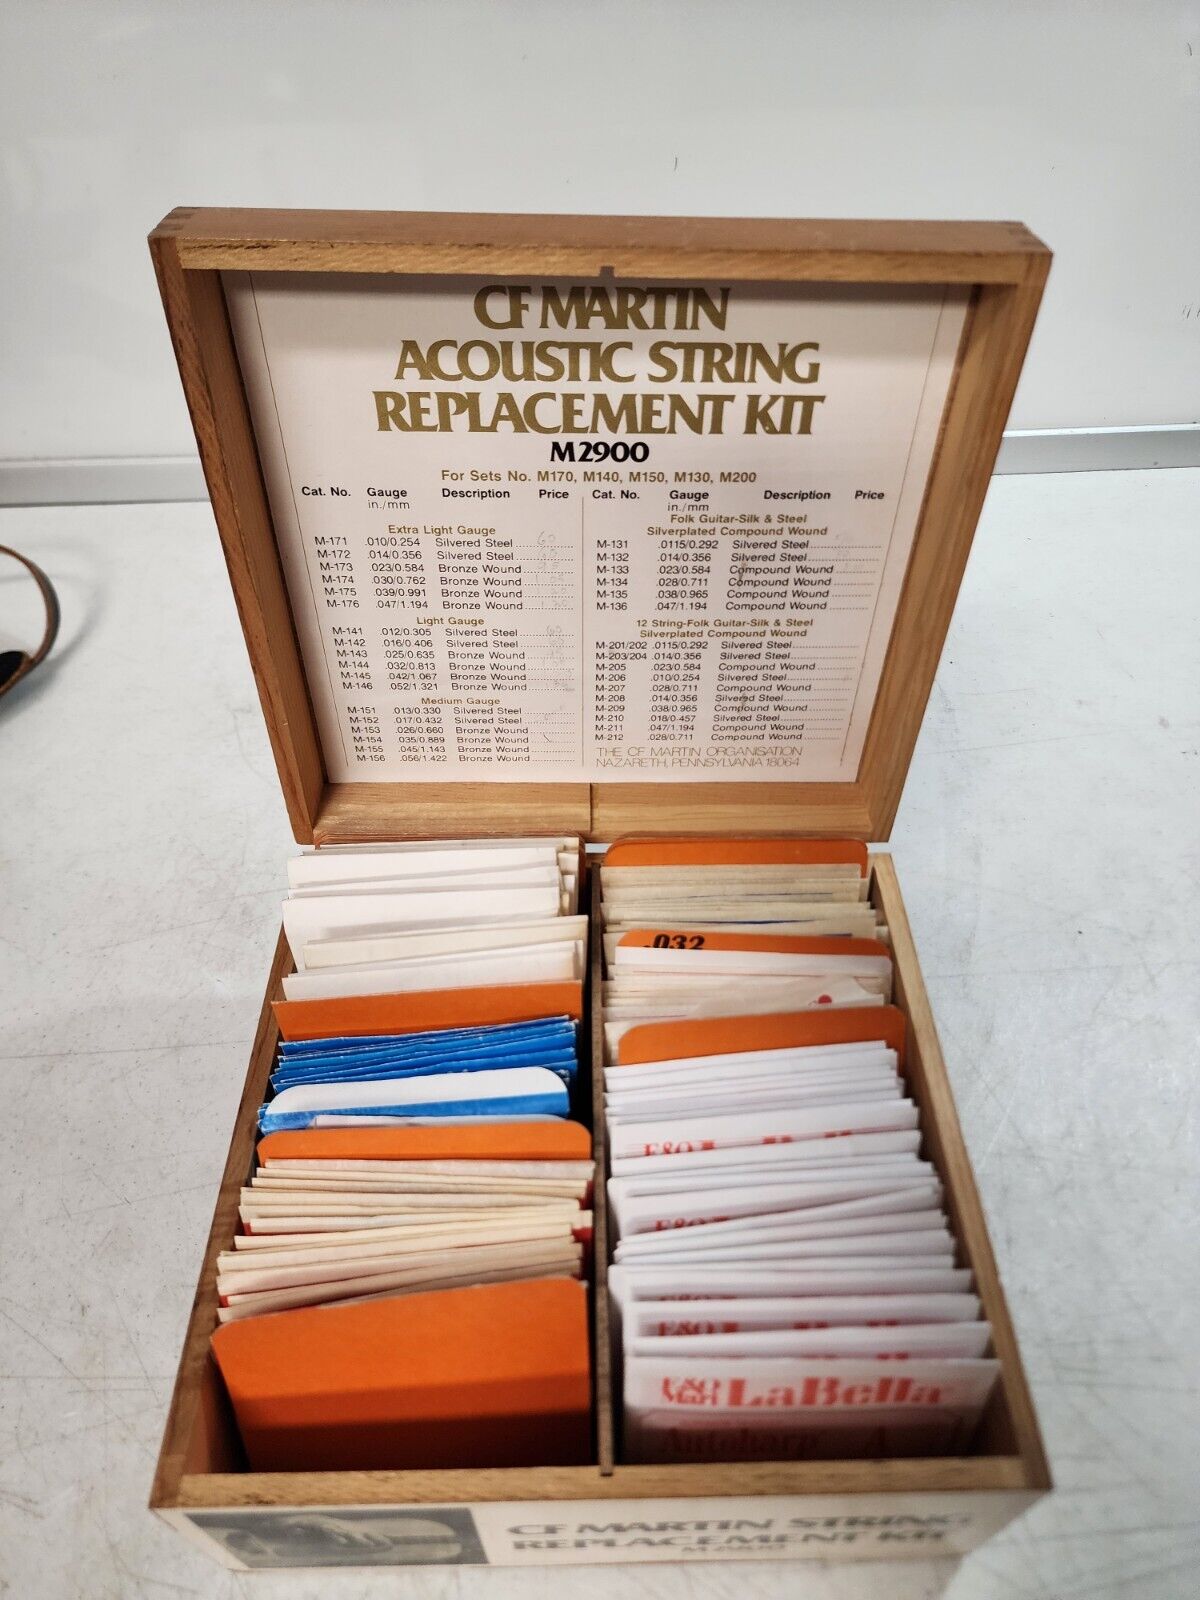 CF MARTIN
ACOUSTIC STRING
REPLACEMENT KIT
M2900
For Sets No. M170, M140, M150, M130, M200
Cat. No. Gauge Description Price
in./mm
Extra Light Gauge
M-171 .010/0.254 Silvered Steel
M-172 .014/0.356 Silvered Steel
M-173 .023/0.584 Bronze Wound
M-174 .030/0.762 Bronze Wound
M-175 .039/0.991 Bronze Wound
M-176 .047/1.194 Bronze Wound
Light Gauge
M-141 .012/0.305 Silvered Steel
M-142 .016/0.406 Silvered Steel
M-143 .025/0.635 Bronze Wound
M-144 .032/0.813 Bronze Wound
M-145 .042/1.067 Bronze Wound
M-146 .052/1.321 Bronze Wound
Medium Gauge
M-151 .013/0.330 Silvered Steel
M-152 .017/0.432 Silvered Steel
M-153 .026/0.660 Bronze Wound
M-154 .035/0.889 Bronze Wound
M-155 .045/1.143 Bronze Wound
M-156 .056/1.422 Bronze Wound
Cat. No. Gauge Description Price
in./mm
Folk Guitar-Silk & Steel
Silverplated Compound Wound
M-131 .0115/0.292 Silvered Steel
M-132 .014/0.356 Silvered Steel
M-133 .023/0.584 Compound Wound
M-134 .028/0.711 Compound Wound
M-135 .038/0.965 Compound Wound
M-136 .047/1.194 Compound Wound
12 String-Folk Guitar-Silk & Steel
Silverplated Compound Wound
M-201/202 .0115/0.292 Silvered Steel
M-203/204 .014/0.356 Silvered Steel
M-205 .023/0.584 Compound Wound
M-206 .010/0.254 Silvered Steel
M-207 .028/0.711 Compound Wound
M-208 .014/0.356 Silvered Steel
M-209 .038/0.965 Compound Wound
M-210 .018/0.457 Silvered Steel
M-211 .047/1.194 Compound Wound
M-212 .028/0.711 Compound Wound
THE CF MARTIN ORGANISATION
NAZARETH, PENNSYLVANIA 18064
.032
E&O
E&O
E&O
E&O
E&O
Mari LaBella
Autoharp A
CF MARTIN STRING
REPLACEMENT KIT
M2900